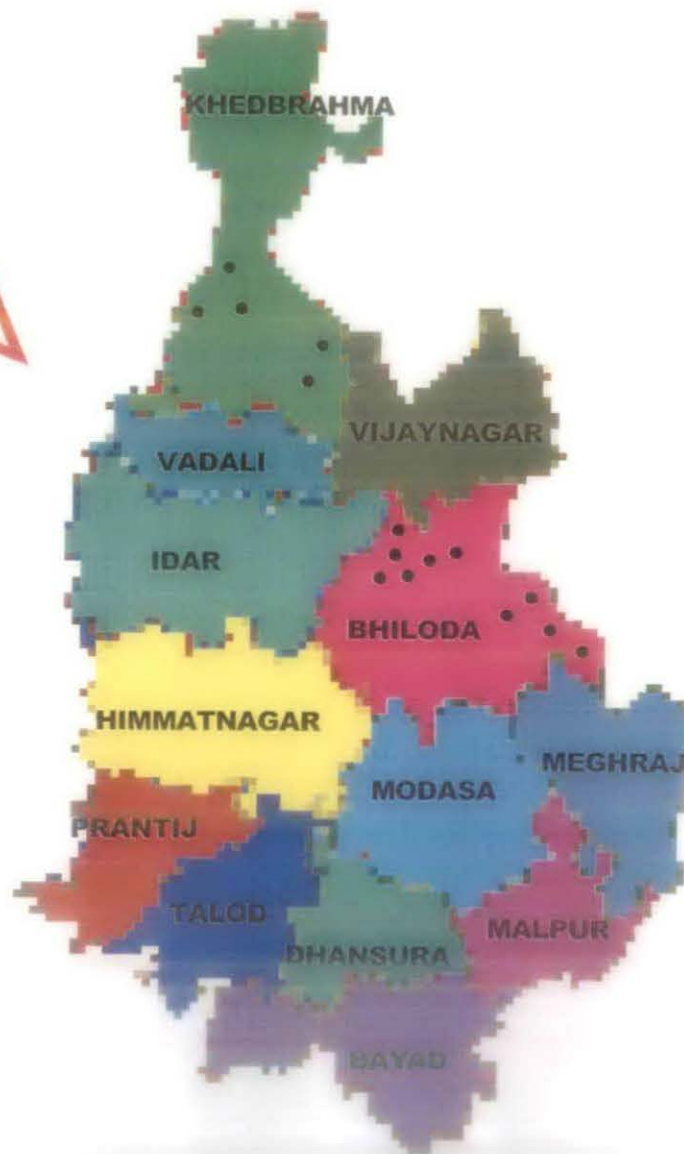 KHEDBRAHMA
VIJAYNAGAR
VADALI
IDAR
BHILODA
HIMMATNAGAR
MEGHRAJ
MODASA
PRANTIJ
TALOD
MALPUR
DHANSURA
BAYAD